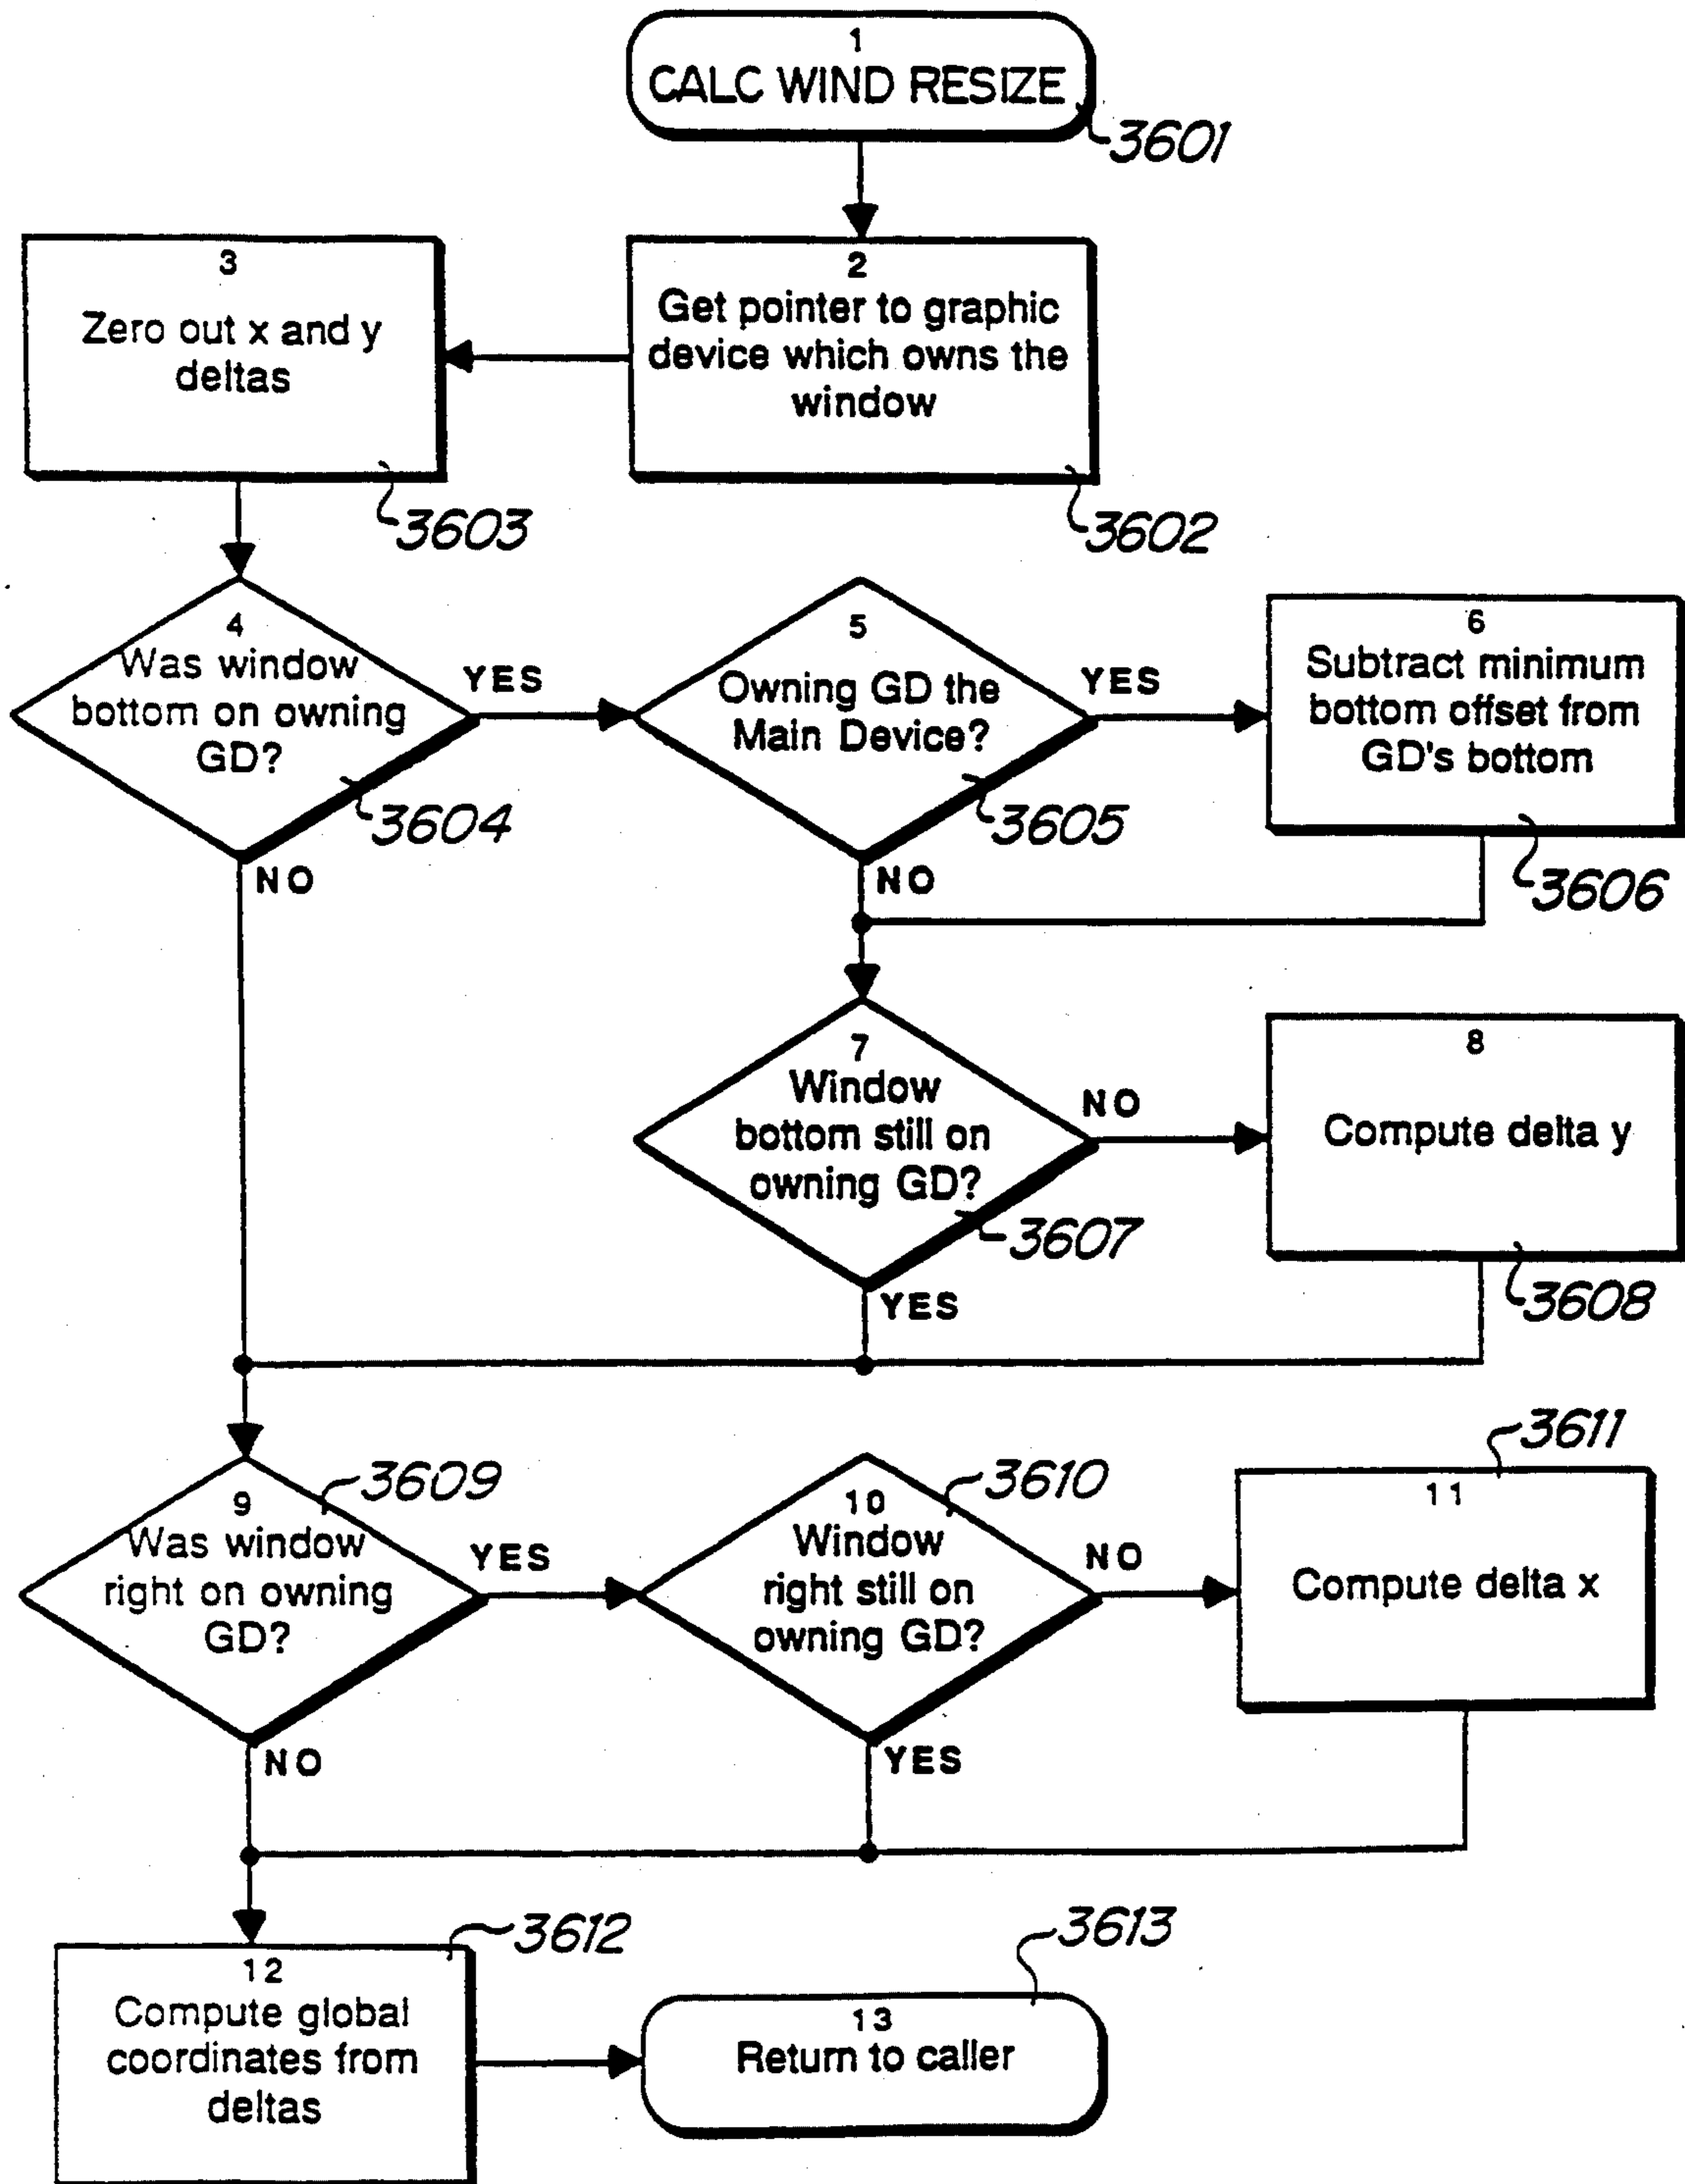 1
CALC WIND RESIZE
3601
3
Zero out x and y
deltas
3603
2
Get pointer to graphic
device which owns the
window
3602
4
Was window
bottom on owning
GD?
YES
3604
NO
5
Owning GD the
Main Device?
YES
3605
NO
6
Subtract minimum
bottom offset from
GD's bottom
3606
7
Window
bottom still on
owning GD?
NO
3607
YES
8
Compute delta y
3608
9
Was window
right on owning
GD?
3609
YES
NO
10
Window
right still on
owning GD?
3610
NO
YES
3611
11
Compute delta x
12
Compute global
coordinates from
deltas
3612
3613
13
Return to caller